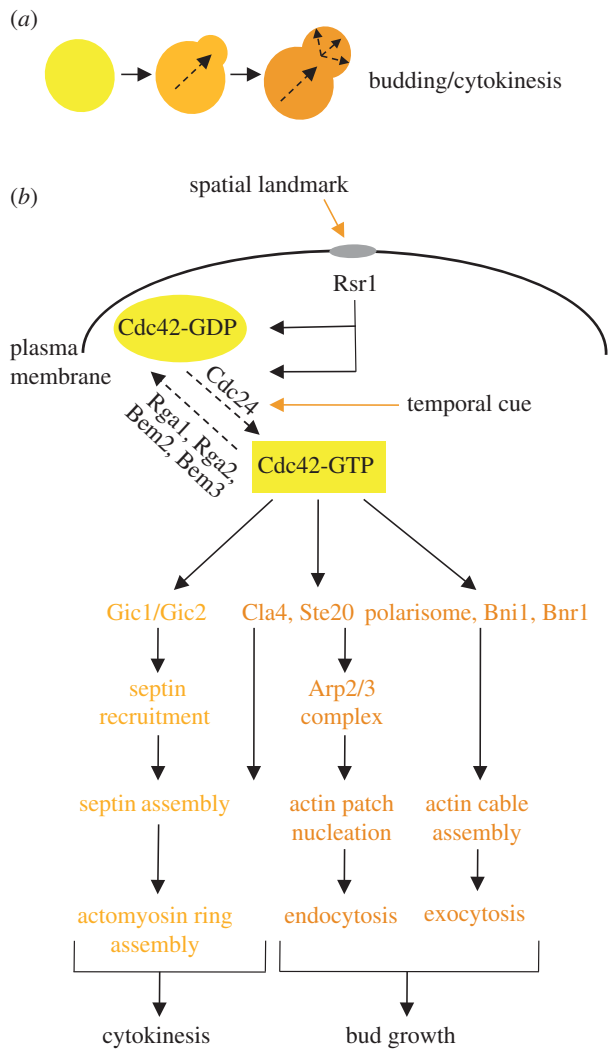 (a)
budding/cytokinesis
(b)
spatial landmark
Rsr1
Cdc42-GDP
plasma
membrane
Cdc24
temporal cue
Rga1, Rga2,
Bem2, Bem3
Cdc42-GTP
Gic1/Gic2
Cla4, Ste20
polarisome, Bni1, Bnr1
septin
recruitment
Arp2/3
complex
septin assembly
actin patch
nucleation
actin cable
assembly
actomyosin ring
assembly
endocytosis
exocytosis
cytokinesis
bud growth